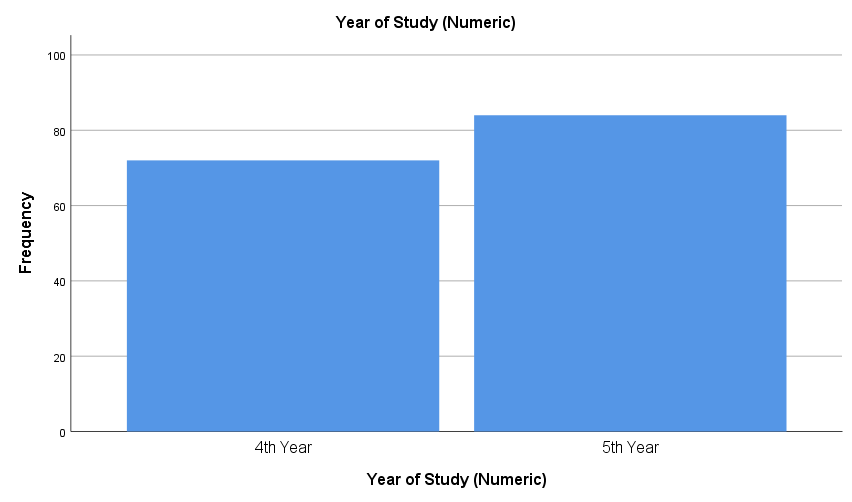 Year of Study (Numeric)
100
80
60
40
20
0
Frequency
4th Year
5th Year
Year of Study (Numeric)